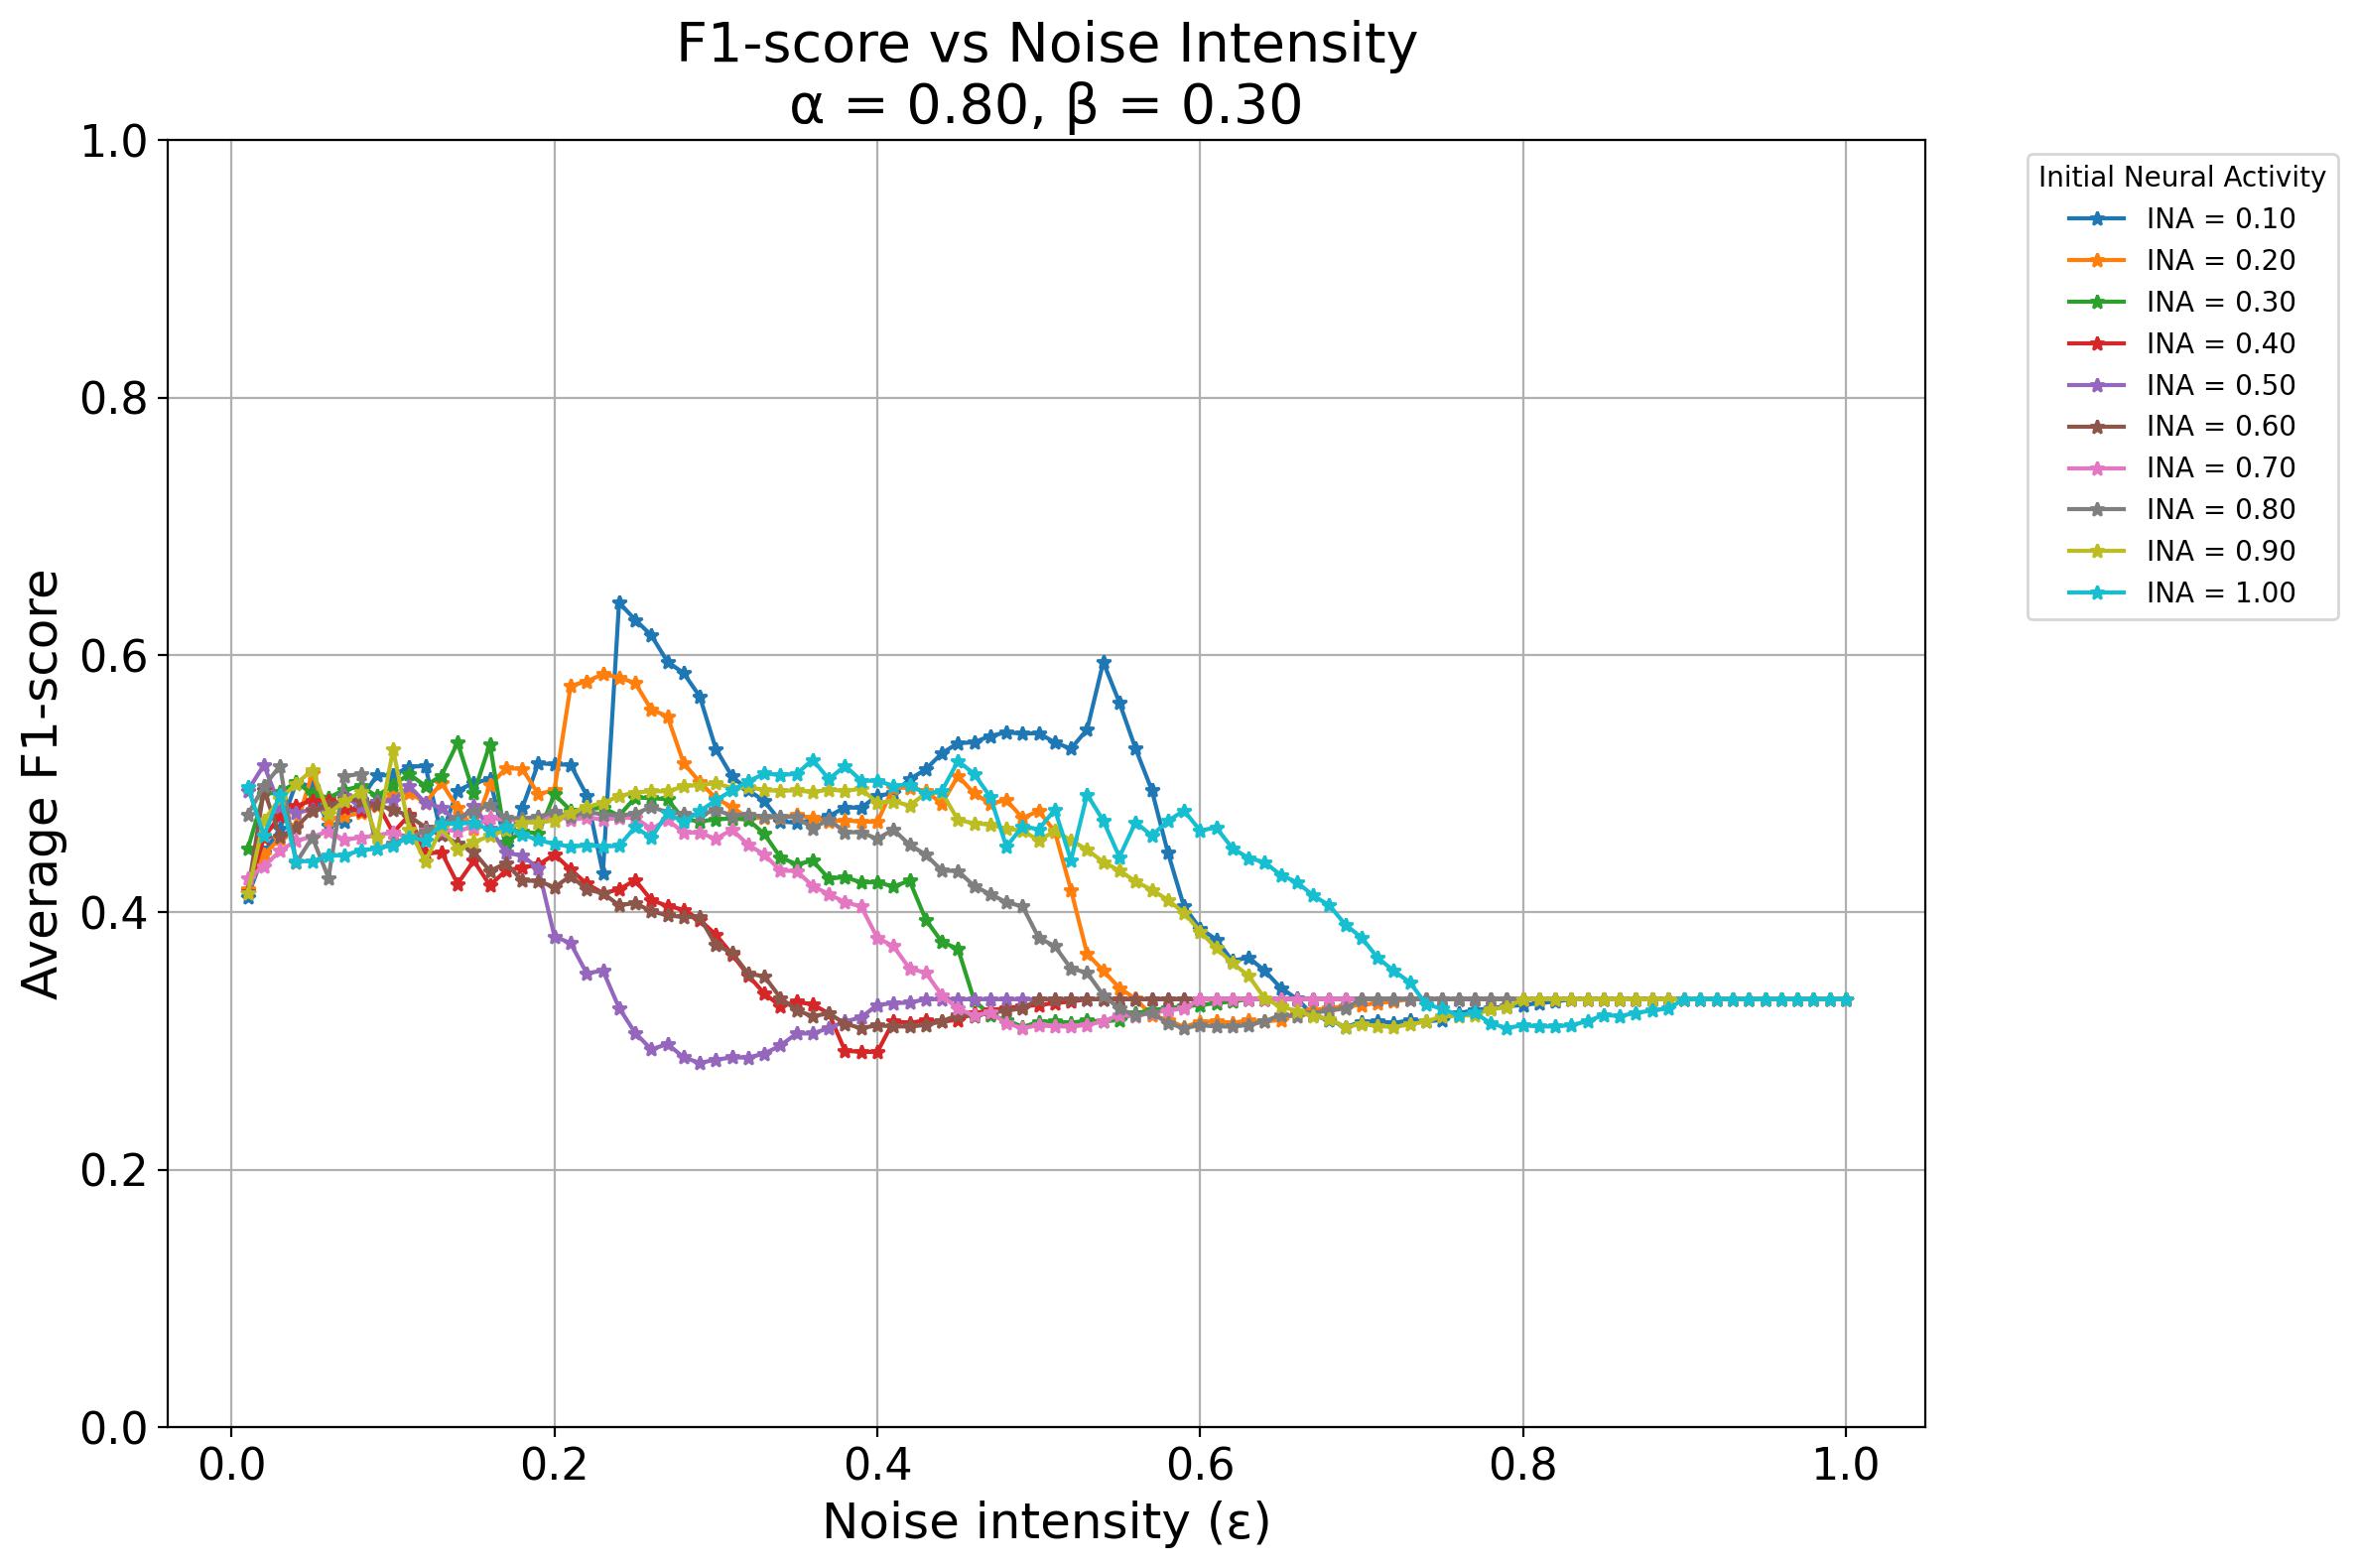 F1-score vs Noise Intensity
α = 0.80, β = 0.30
1.0
0.8
0.6
0.4
0.2
0.0
Average F1-score
0.0
0.2
0.4
0.6
0.8
1.0
Noise intensity (ε)
Initial Neural Activity
INA = 0.10
INA = 0.20
INA = 0.30
INA = 0.40
INA = 0.50
INA = 0.60
INA = 0.70
INA = 0.80
INA = 0.90
INA = 1.00